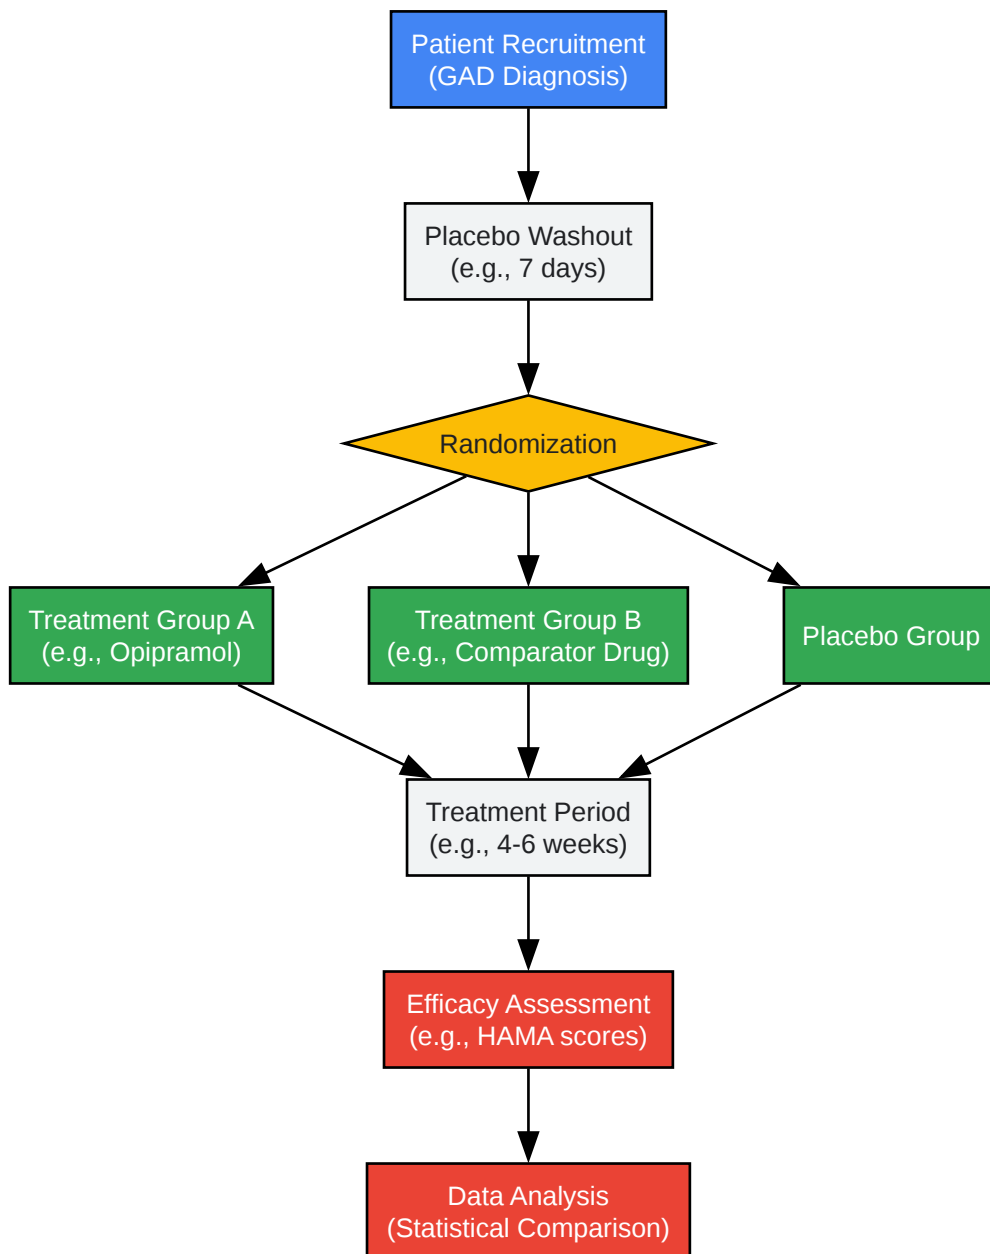 Patient Recruitment
(GAD Diagnosis)
Placebo Washout
(e.g., 7 days)
Randomization
Treatment Group A
(e.g., Opipramol)
Treatment Group B
(e.g., Comparator Drug)
Placebo Group
Treatment Period
(e.g., 4-6 weeks)
Efficacy Assessment
(e.g., HAMA scores)
Data Analysis
(Statistical Comparison)